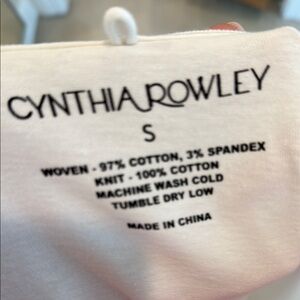 CYNTHIA ROWLEY
S
WOVEN - 97% COTTON, 3% SPANDEX
KNIT - 100% COTTON
MACHINE WASH COLD
TUMBLE DRY LOW
MADE IN CHINA